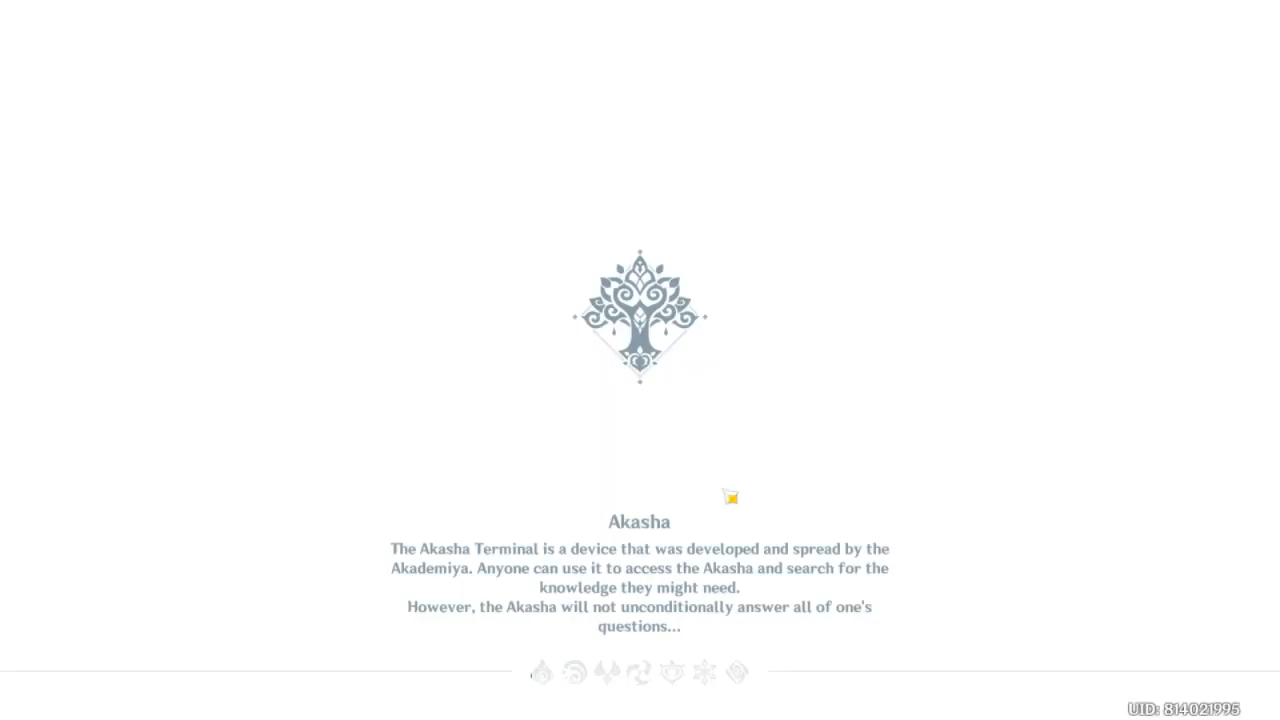 Akasha
The Akasha Terminal is a device that was developed and spread by the
Akademiya. Anyone can use it to access the Akasha and search for the
knowledge they might need.
However, the Akasha will not unconditionally answer all of one's
questions...
UID: 814021995